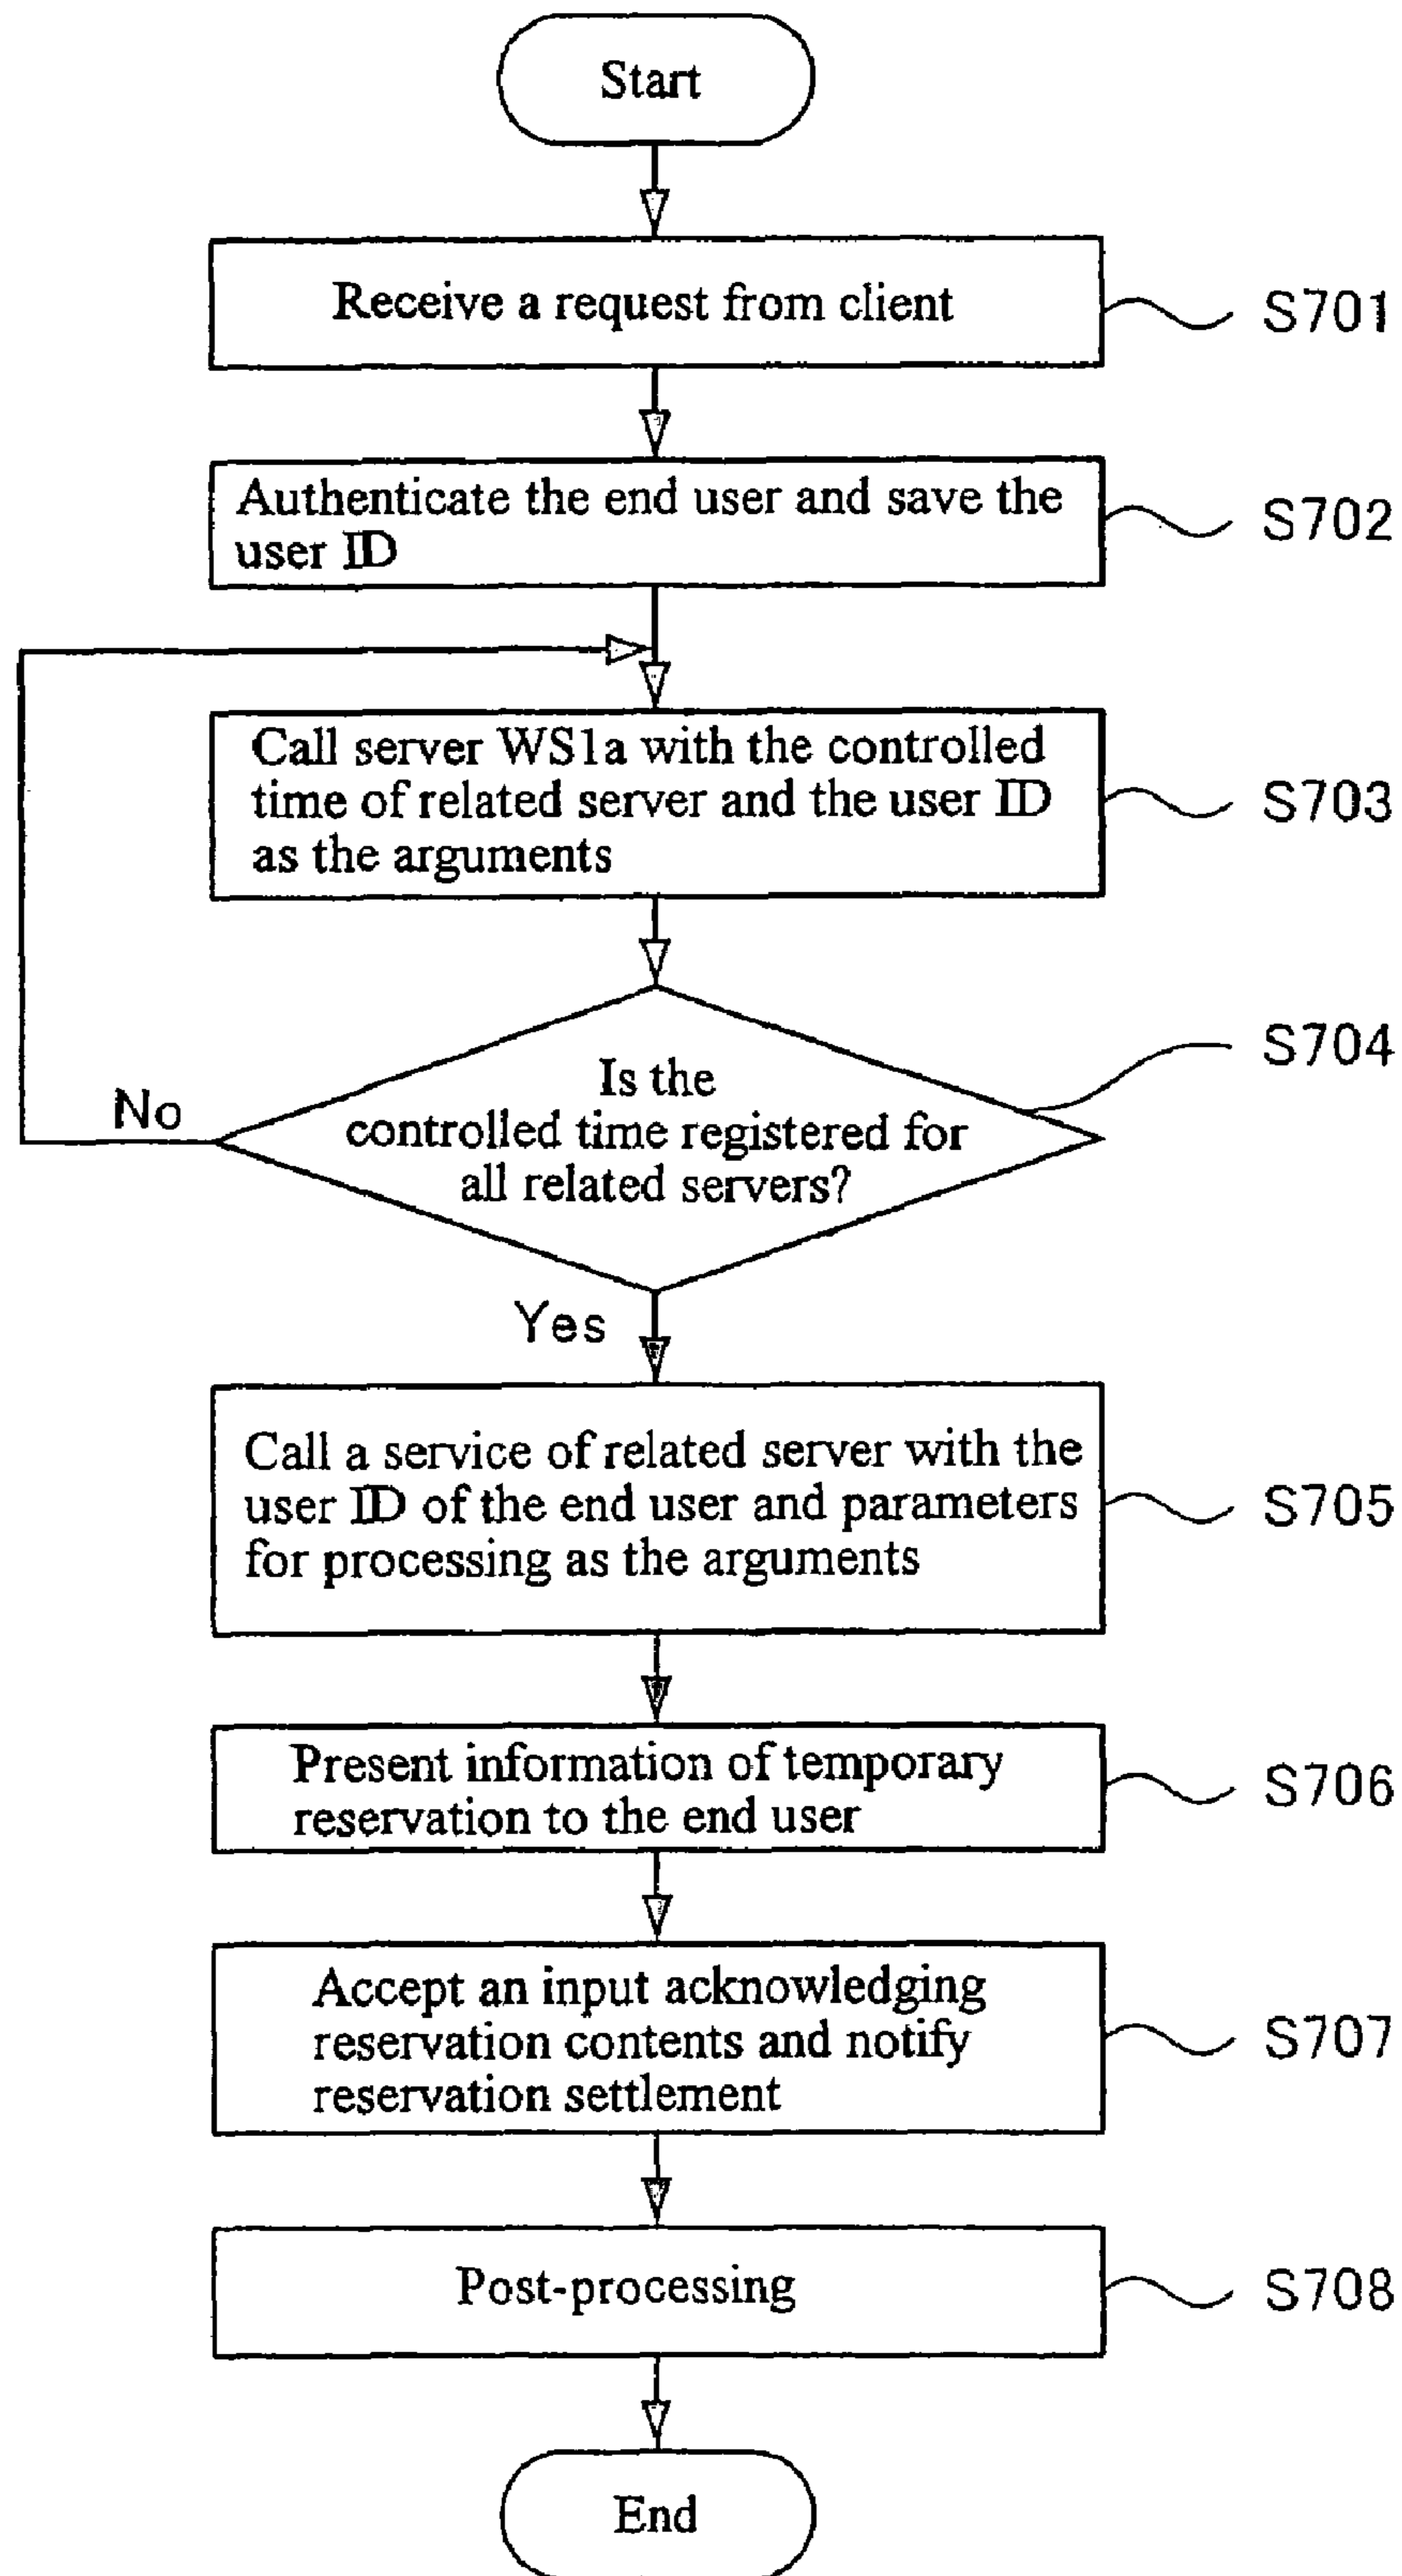 Start
Receive a request from client
S701
Authenticate the end user and save the
user ID
S702
Call server WS1a with the controlled
time of related server and the user ID
as the arguments
S703
Is the
controlled time registered for
all related servers?
S704
No
Yes
Call a service of related server with the
user ID of the end user and parameters
for processing as the arguments
S705
Present information of temporary
reservation to the end user
S706
Accept an input acknowledging
reservation contents and notify
reservation settlement
S707
Post-processing
S708
End